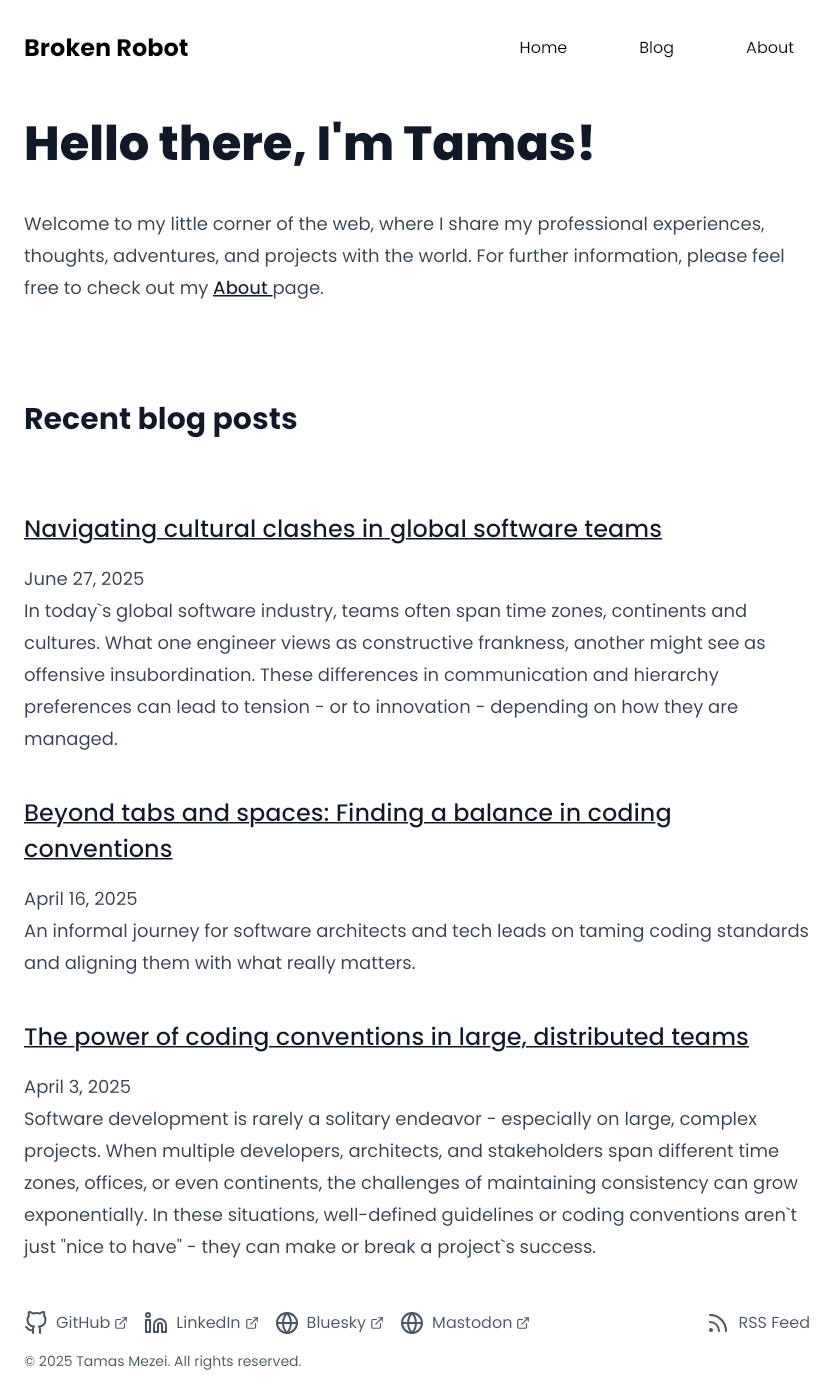 Broken Robot
Home Blog About
Hello there, I'm Tamas!
Welcome to my little corner of the web, where I share my professional experiences,
thoughts, adventures, and projects with the world. For further information, please feel
free to check out my About page.
Recent blog posts
Navigating cultural clashes in global software teams
June 27, 2025
In today`s global software industry, teams often span time zones, continents and
cultures. What one engineer views as constructive frankness, another might see as
offensive insubordination. These differences in communication and hierarchy
preferences can lead to tension - or to innovation - depending on how they are
managed.
Beyond tabs and spaces: Finding a balance in coding
conventions
April 16, 2025
An informal journey for software architects and tech leads on taming coding standards
and aligning them with what really matters.
The power of coding conventions in large, distributed teams
April 3, 2025
Software development is rarely a solitary endeavor - especially on large, complex
projects. When multiple developers, architects, and stakeholders span different time
zones, offices, or even continents, the challenges of maintaining consistency can grow
exponentially. In these situations, well-defined guidelines or coding conventions aren`t
just "nice to have" - they can make or break a project`s success.
GitHub LinkedIn Bluesky Mastodon RSS Feed
© 2025 Tamas Mezei. All rights reserved.